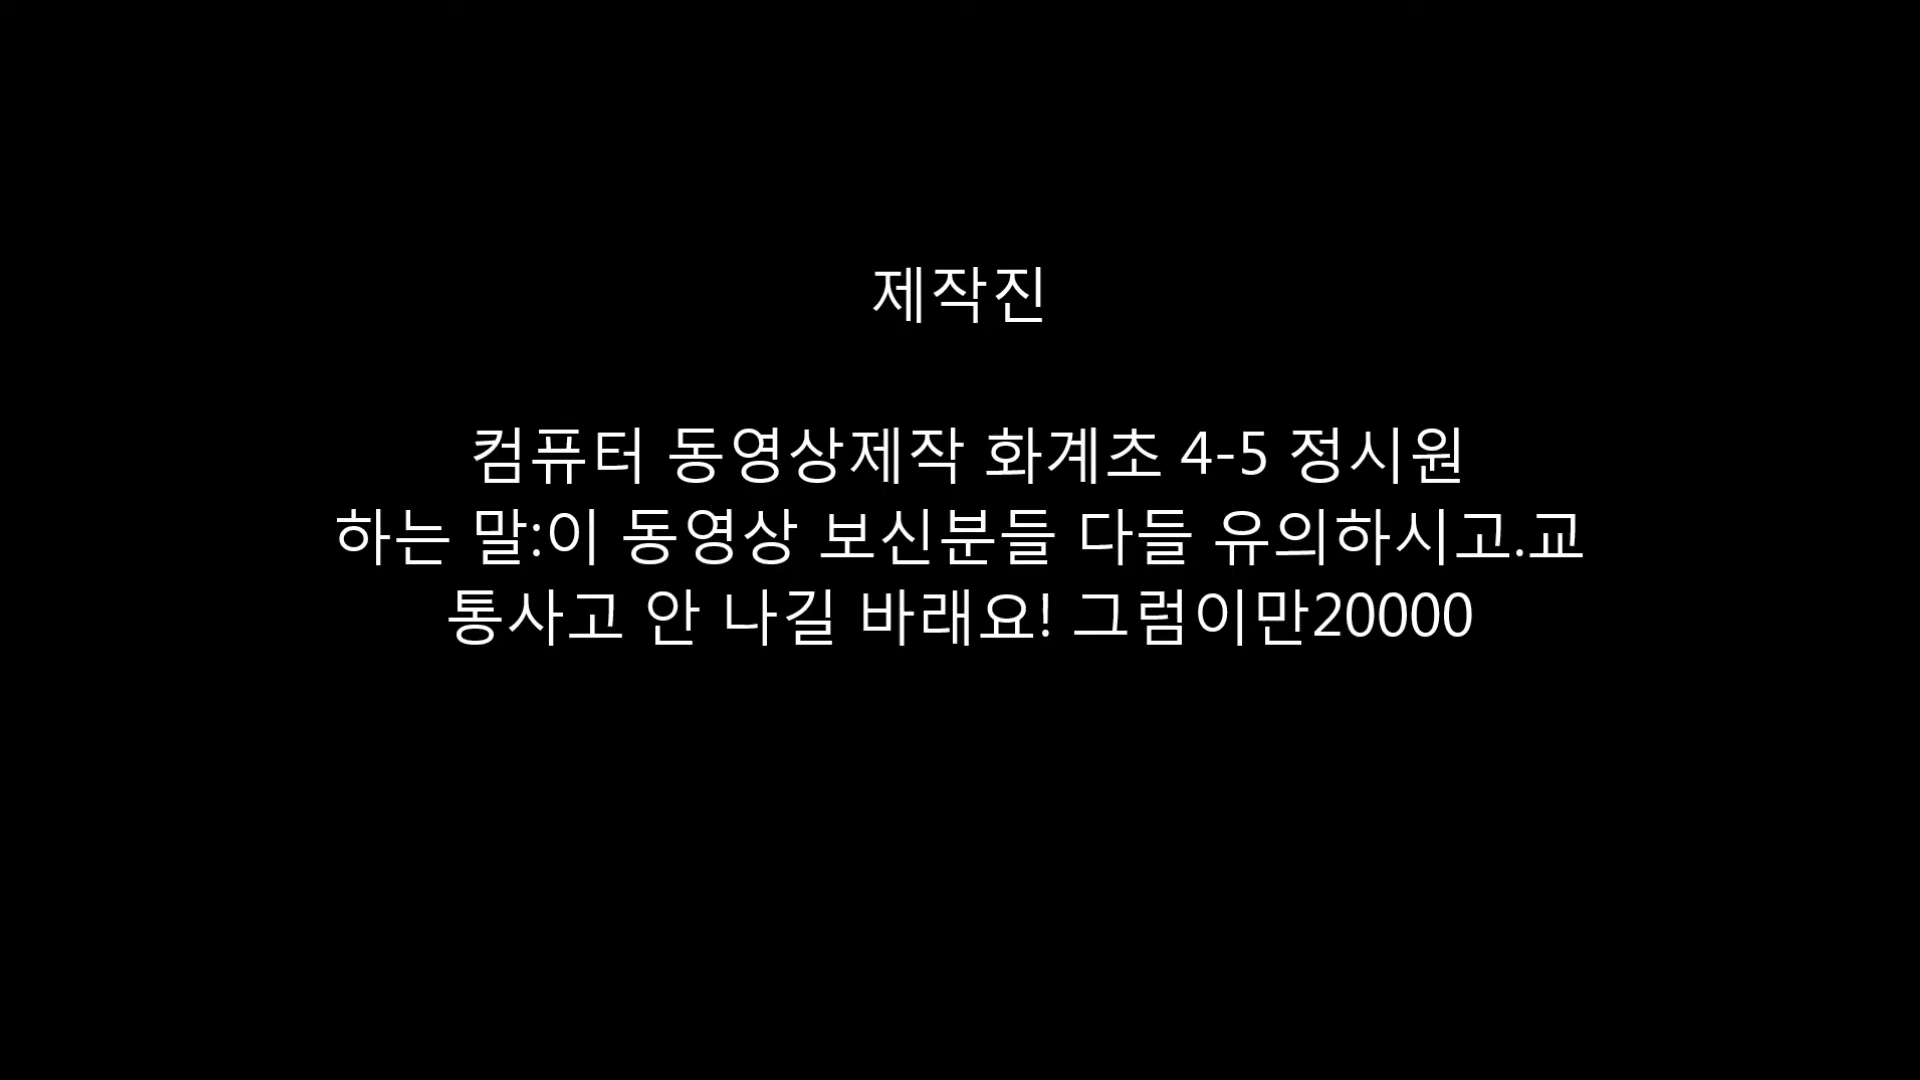 제작진
컴퓨터 동영상제작 화계초 4-5 정시원
하는 말:이 동영상 보신분들 다들 유의하시고.교
통사고 안 나길 바래요! 그럼이만20000